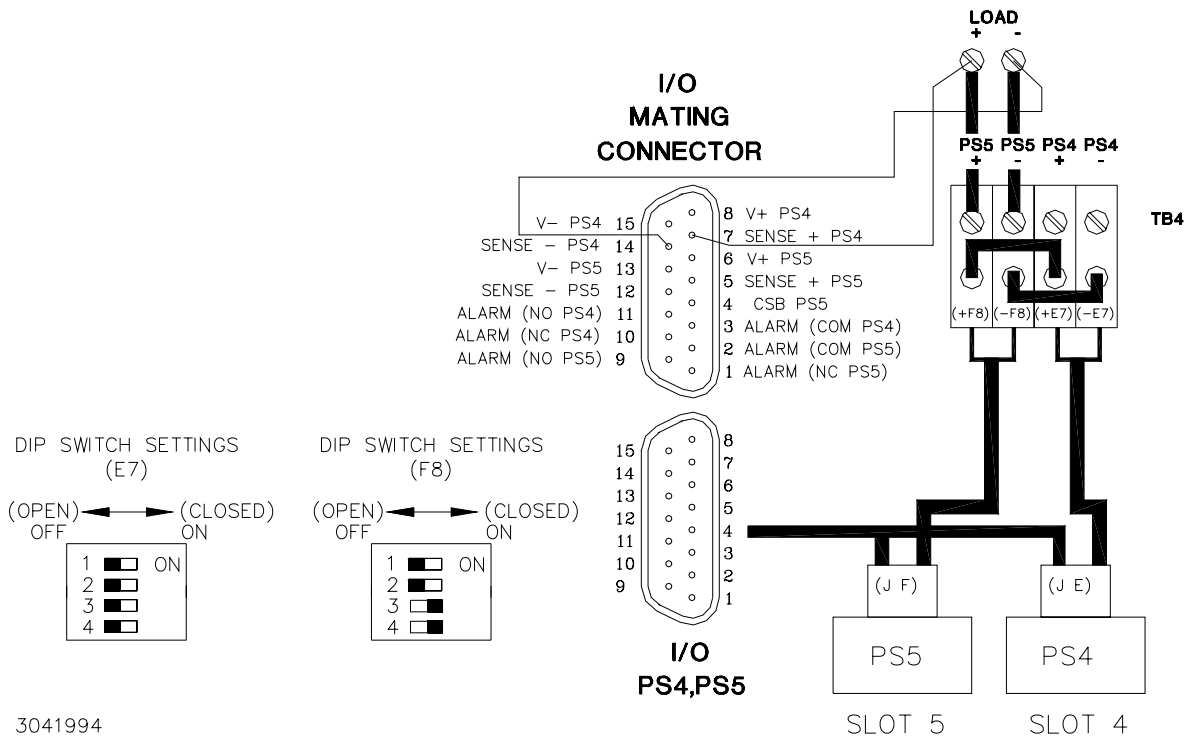 LOAD
+ -
I/O
MATING
CONNECTOR
PS5 PS5 PS4 PS4
+ - + -
TB4
V- PS4 15
SENSE - PS4 14
V- PS5 13
SENSE - PS5 12
ALARM (NO PS4) 11
ALARM (NC PS4) 10
ALARM (NO PS5) 9
8 V+ PS4
7 SENSE + PS4
6 V+ PS5
5 SENSE + PS5
4 CSB PS5
3 ALARM (COM PS4)
2 ALARM (COM PS5)
1 ALARM (NC PS5)
(+F8) (-F8) (+E7) (-E7)
DIP SWITCH SETTINGS
(E7)
(OPEN) (CLOSED)
OFF ON
1 ON
2
3
4
DIP SWITCH SETTINGS
(F8)
(OPEN) (CLOSED)
OFF ON
1 ON
2
3
4
15
14
13
12
11
10
9
8
7
6
5
4
3
2
1
I/O
PS4,PS5
(J F)
PS5
SLOT 5
(J E)
PS4
SLOT 4
3041994